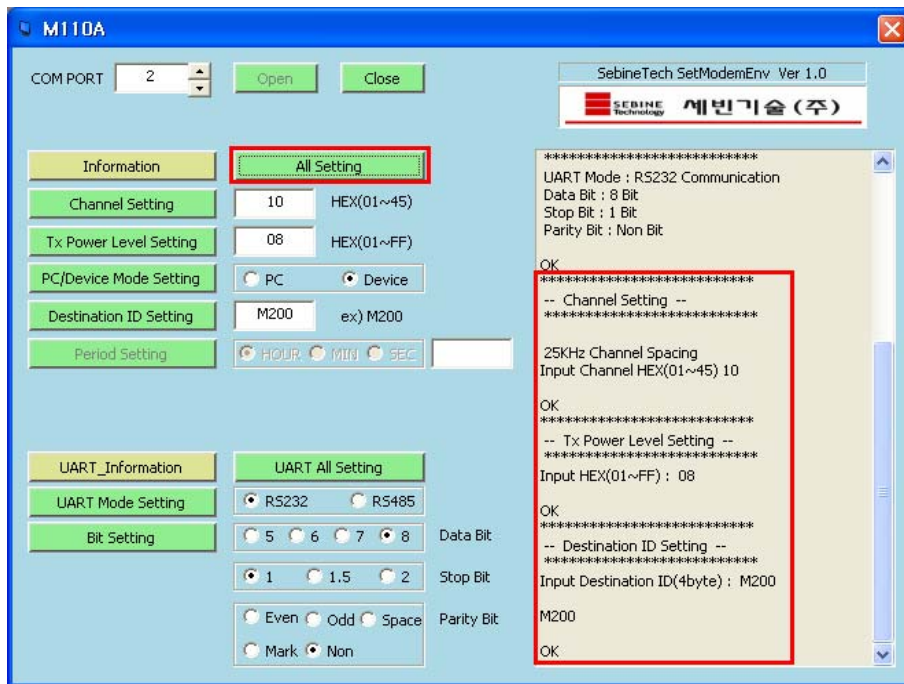 M110A
COM PORT 2 Open Close
SebineTech SetModemEnv Ver 1.0
SEBINE Technology 세빈기술(주)
Information All Setting
Channel Setting 10 HEX(01~45)
Tx Power Level Setting 08 HEX(01~FF)
PC/Device Mode Setting PC Device
Destination ID Setting M200 ex) M200
Period Setting HOUR MIN SEC
UART_Information UART All Setting
UART Mode Setting RS232 RS485
Bit Setting 5 6 7 8 Data Bit
1 1.5 2 Stop Bit
Even Odd Space Parity Bit
Mark Non
**************************
UART Mode : RS232 Communication
Data Bit : 8 Bit
Stop Bit : 1 Bit
Parity Bit : Non Bit
OK
**************************
-- Channel Setting --
**************************
25KHz Channel Spacing
Input Channel HEX(01~45) 10
OK
**************************
-- Tx Power Level Setting --
**************************
Input HEX(01~FF) : 08
OK
**************************
-- Destination ID Setting --
**************************
Input Destination ID(4byte) : M200
M200
OK